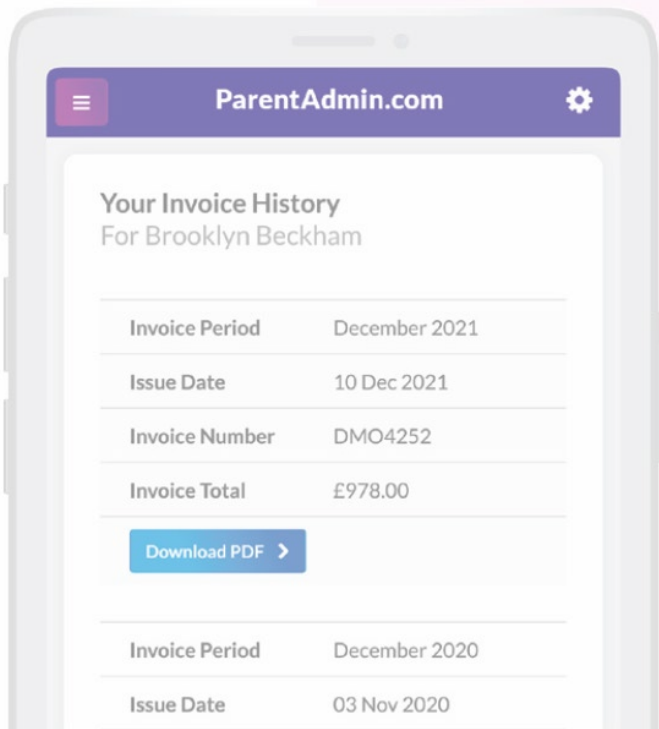 ParentAdmin.com
Your Invoice History
For Brooklyn Beckham
Invoice Period December 2021
Issue Date 10 Dec 2021
Invoice Number DMO4252
Invoice Total £978.00
Download PDF
Invoice Period December 2020
Issue Date 03 Nov 2020